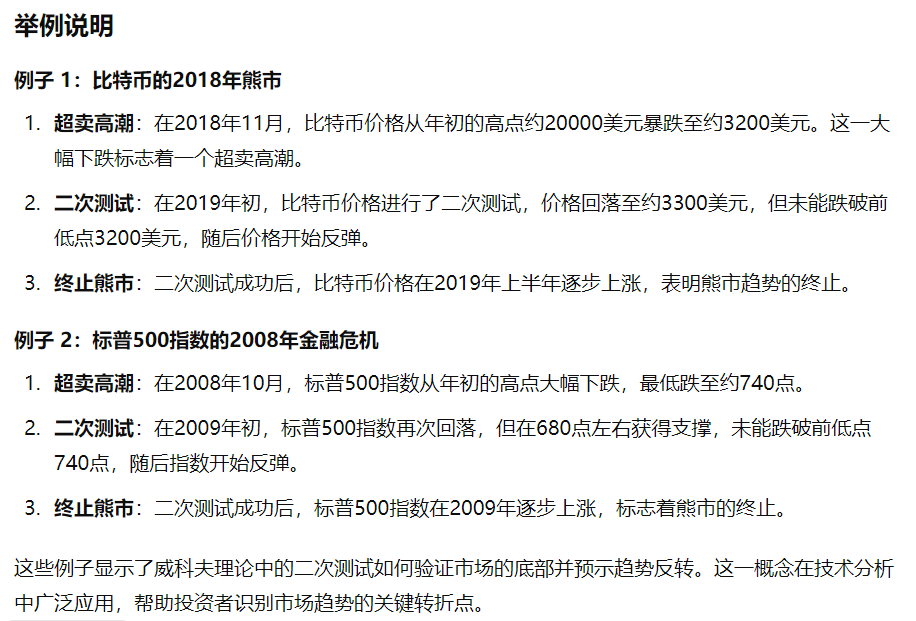 举例说明
例子 1：比特币的2018年熊市
1. 超卖高潮：在2018年11月，比特币价格从年初的高点约20000美元暴跌至约3200美元。这一大
幅下跌标志着一个超卖高潮。
2. 二次测试：在2019年初，比特币价格进行了二次测试，价格回落至约3300美元，但未能跌破前
低点3200美元，随后价格开始反弹。
3. 终止熊市：二次测试成功后，比特币价格在2019年上半年逐步上涨，表明熊市趋势的终止。
例子 2：标普500指数的2008年金融危机
1. 超卖高潮：在2008年10月，标普500指数从年初的高点大幅下跌，最低跌至约740点。
2. 二次测试：在2009年初，标普500指数再次回落，但在680点左右获得支撑，未能跌破前低点
740点，随后指数开始反弹。
3. 终止熊市：二次测试成功后，标普500指数在2009年逐步上涨，标志着熊市的终止。
这些例子显示了威科夫理论中的二次测试如何验证市场的底部并预示趋势反转。这一概念在技术分析
中广泛应用，帮助投资者识别市场趋势的关键转折点。